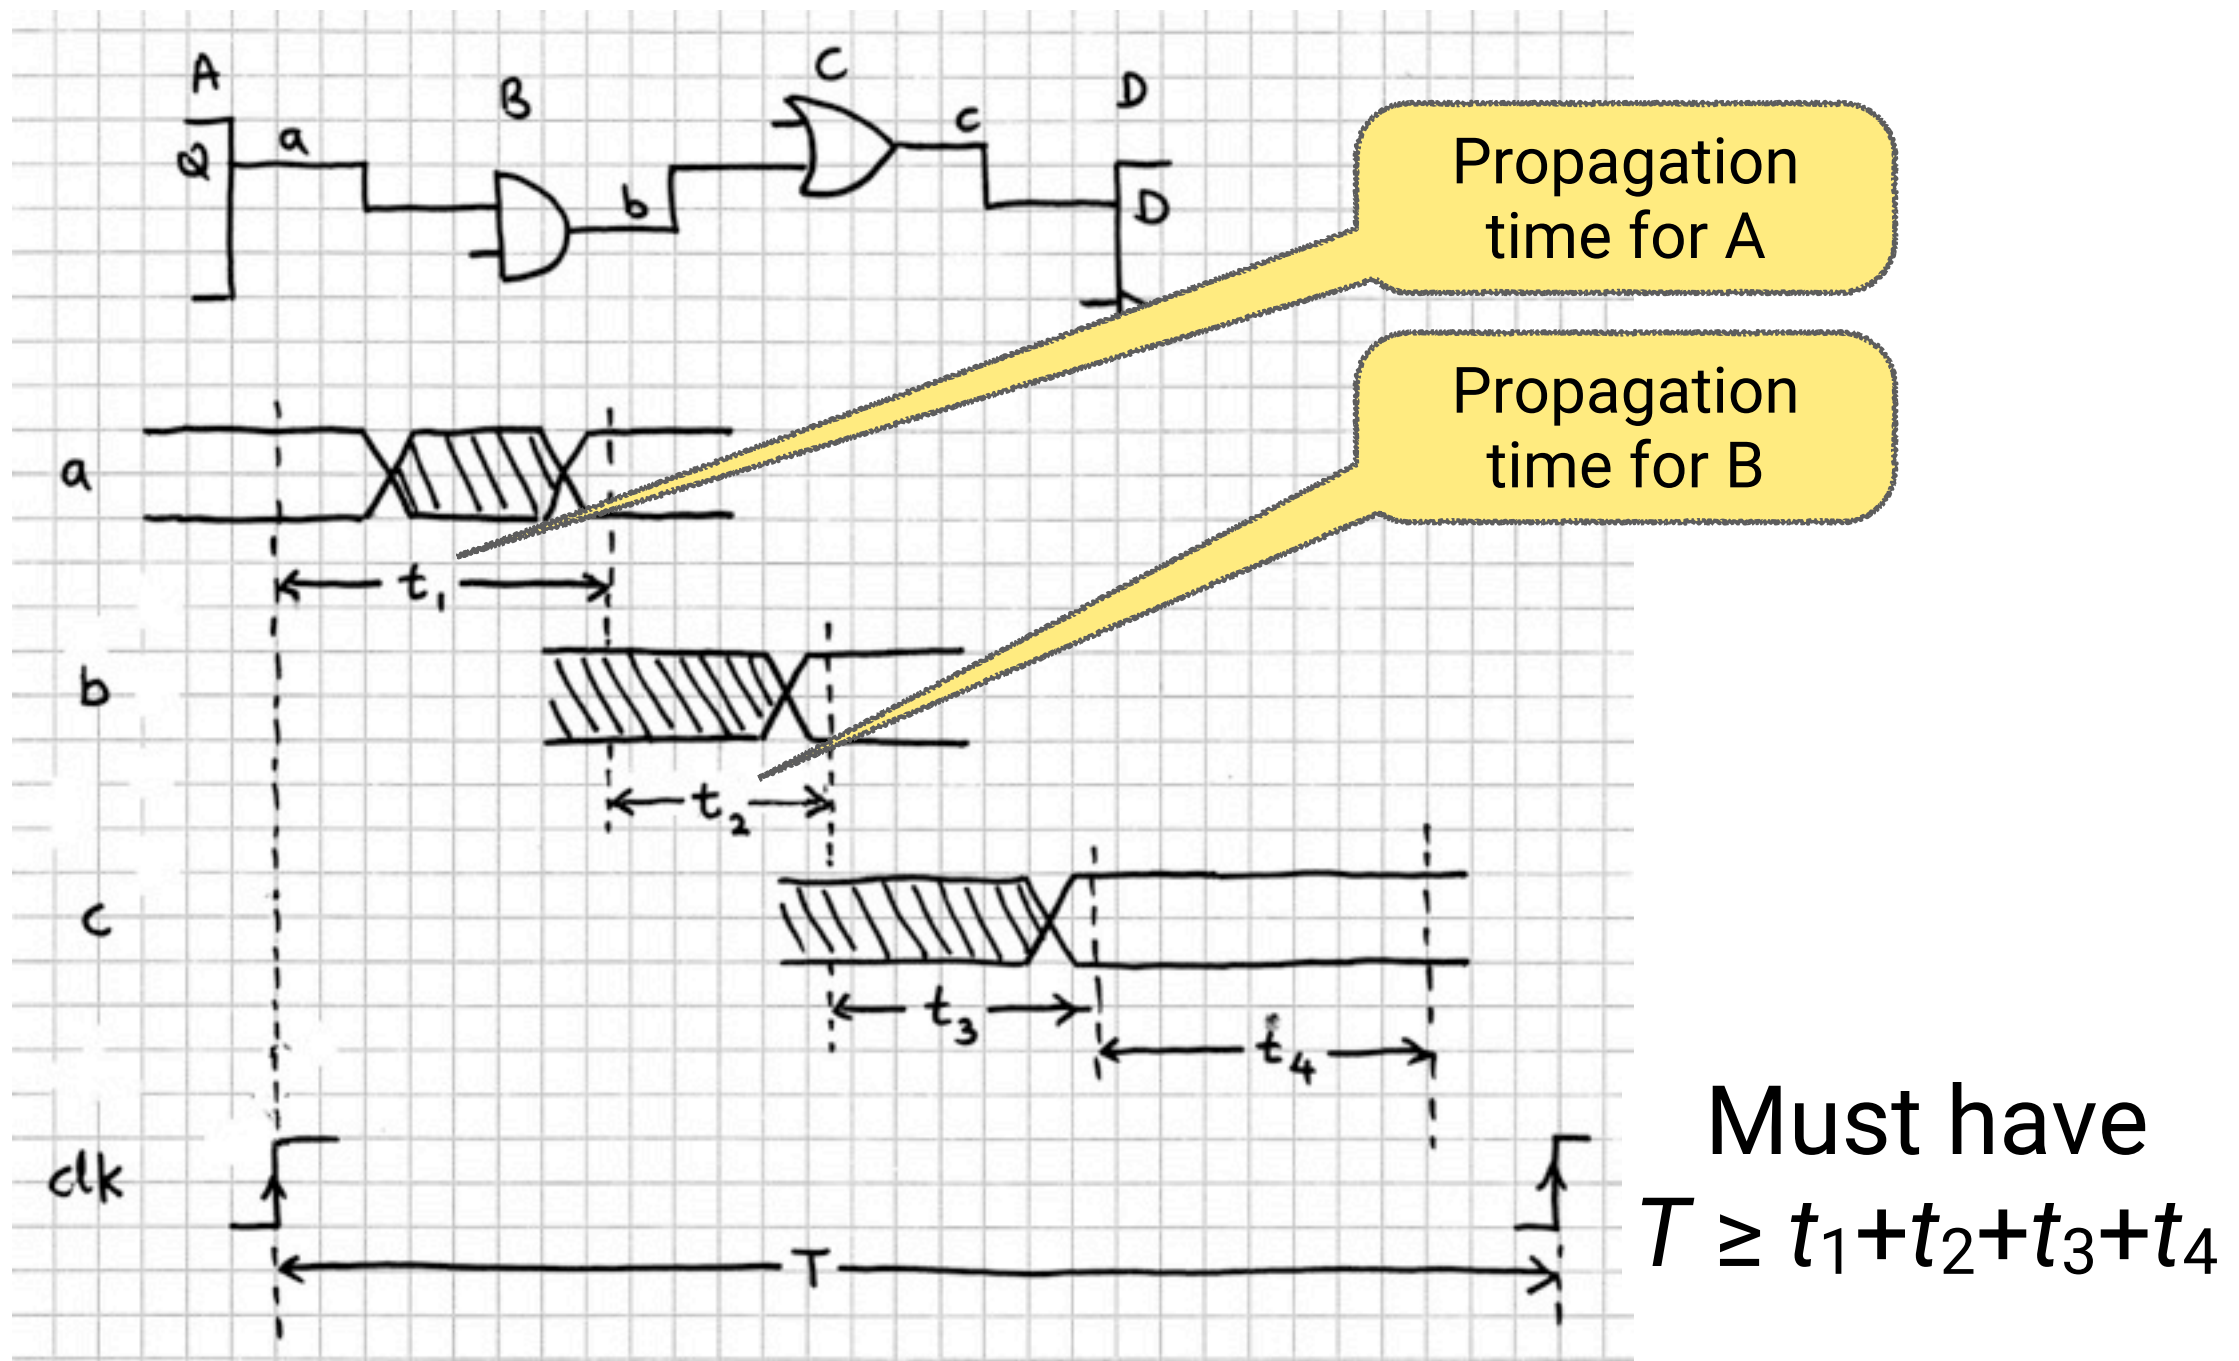 A
B
C
D
Q
a
b
c
D
Propagation
time for A
Propagation
time for B
a
t₁
b
t₂
c
t₃
t₄
clk
T
Must have
T ≥ t₁+t₂+t₃+t₄